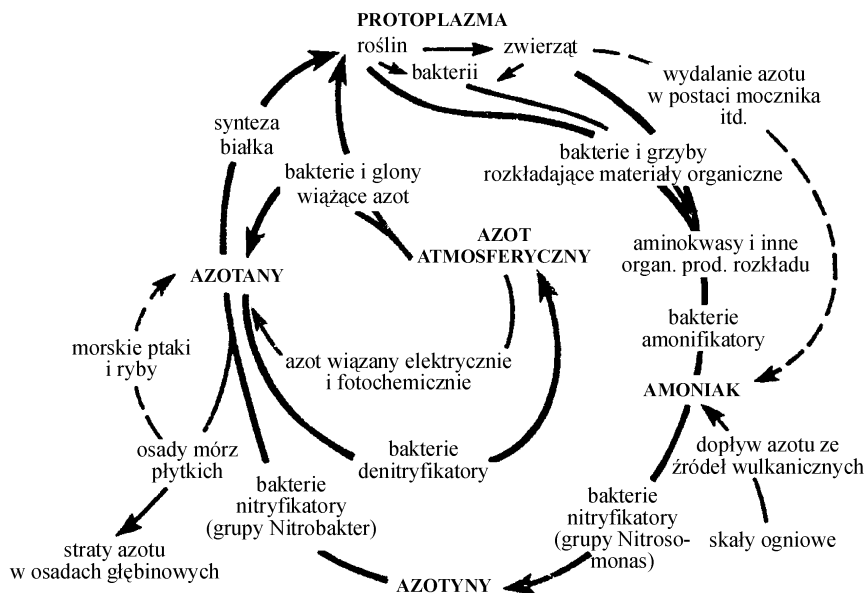 PROTOPLAZMA
roślin
zwierząt
bakterii
wydalanie azotu
w postaci mocznika
itd.
synteza
białka
bakterie i glony
wiążące azot
bakterie i grzyby
rozkładające materiały organiczne
AZOT
ATMOSFERYCZNY
aminokwasy i inne
organ. prod. rozkładu
AZOTANY
bakterie
amonifikatory
morskie ptaki
i ryby
azot wiązany elektrycznie
i fotochemicznie
AMONIAK
osady mórz
płytkich
bakterie
denitryfikatory
dopływ azotu ze
źródeł wulkanicznych
bakterie
nitryfikatory
(grupy Nitrobakter)
bakterie
nitryfikatory
(grupy Nitroso-
monas)
skały ogniowe
straty azotu
w osadach głębinowych
AZOTYNY